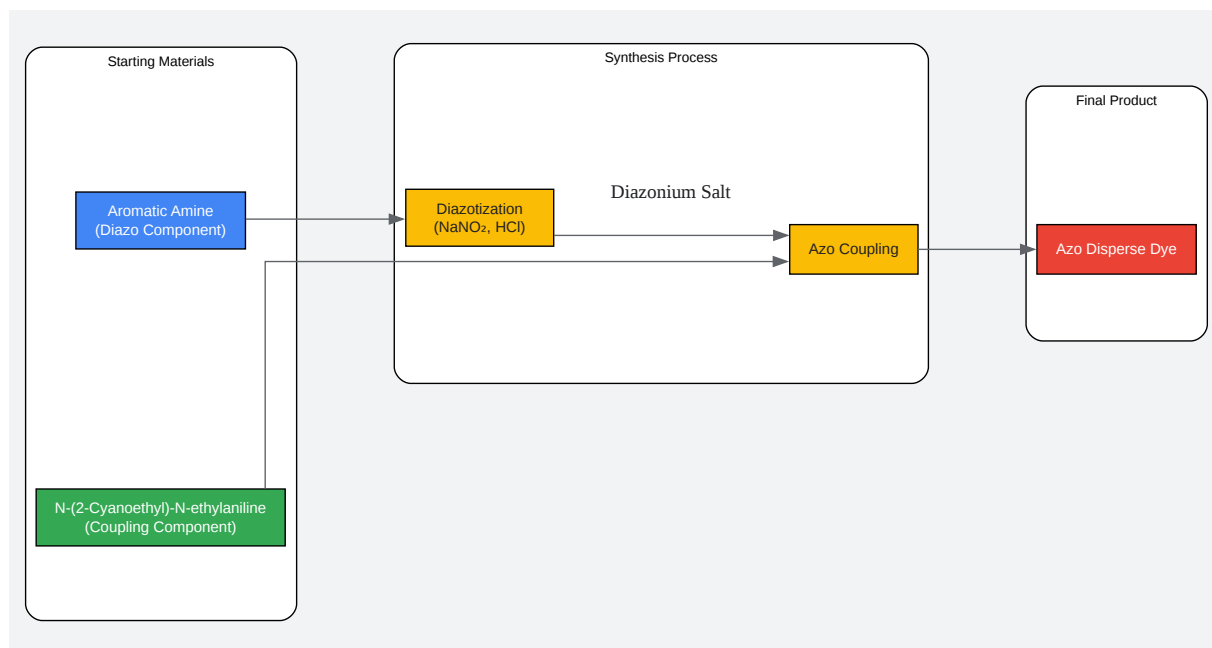 Starting Materials
Aromatic Amine
(Diazo Component)
N-(2-Cyanoethyl)-N-ethylaniline
(Coupling Component)
Synthesis Process
Diazotization
(NaNO₂, HCl)
Diazonium Salt
Azo Coupling
Final Product
Azo Disperse Dye